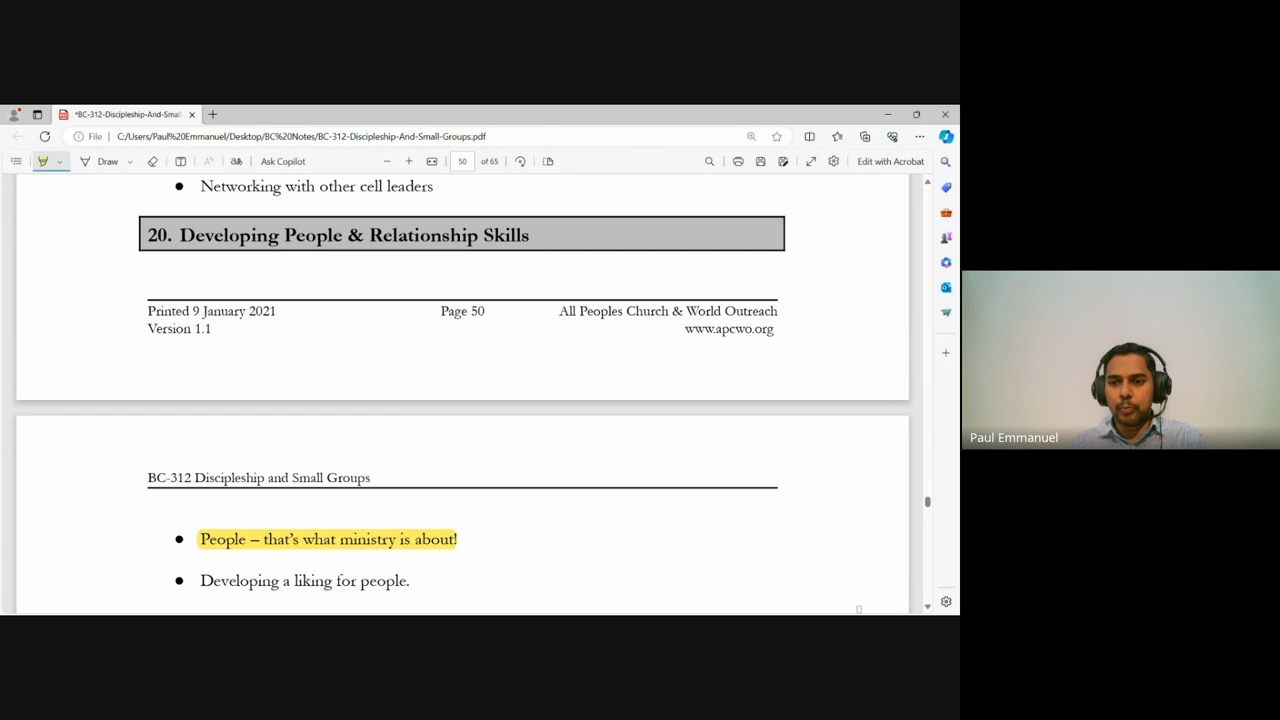 *BC-312-Discipleship-And-Small
File
C:/Users/Paul%20Emmanuel/Desktop/BC%20Notes/BC-312-Discipleship-And-Small-Groups.pdf
Draw
Ask Copilot
50
of 65
Edit with Acrobat
● Networking with other cell leaders
20. Developing People & Relationship Skills
Printed 9 January 2021 Page 50 All Peoples Church & World Outreach
Version 1.1 www.apcwo.org
BC-312 Discipleship and Small Groups
● People – that's what ministry is about!
● Developing a liking for people.
Paul Emmanuel